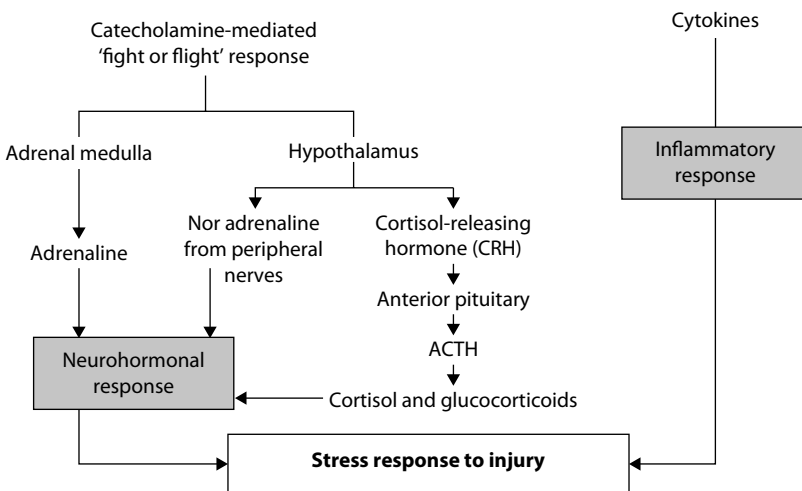 Catecholamine-mediated
'fight or flight' response
Cytokines
Adrenal medulla
Hypothalamus
Inflammatory
response
Adrenaline
Nor adrenaline
from peripheral
nerves
Cortisol-releasing
hormone (CRH)
Anterior pituitary
ACTH
Neurohormonal
response
Cortisol and glucocorticoids
Stress response to injury